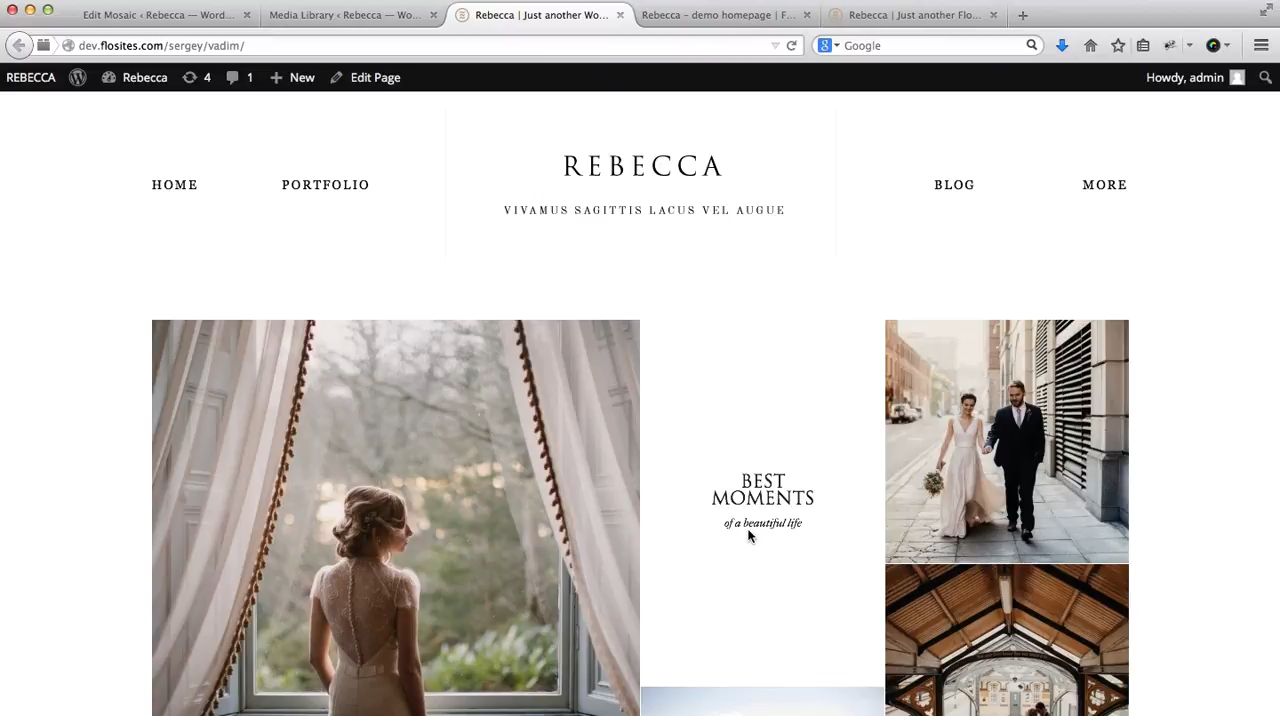 Edit Mosaic ‹ Rebecca — Word...
Media Library ‹ Rebecca — Wo...
Rebecca | Just another Wo...
Rebecca – demo homepage | F...
Rebecca | Just another Flo...
dev.flosites.com/sergey/vadim/
Google
REBECCA
Rebecca
4
1
New
Edit Page
Howdy, admin
HOME
PORTFOLIO
REBECCA
VIVAMUS SAGITTIS LACUS VEL AUGUE
BLOG
MORE
BEST
MOMENTS
of a beautiful life